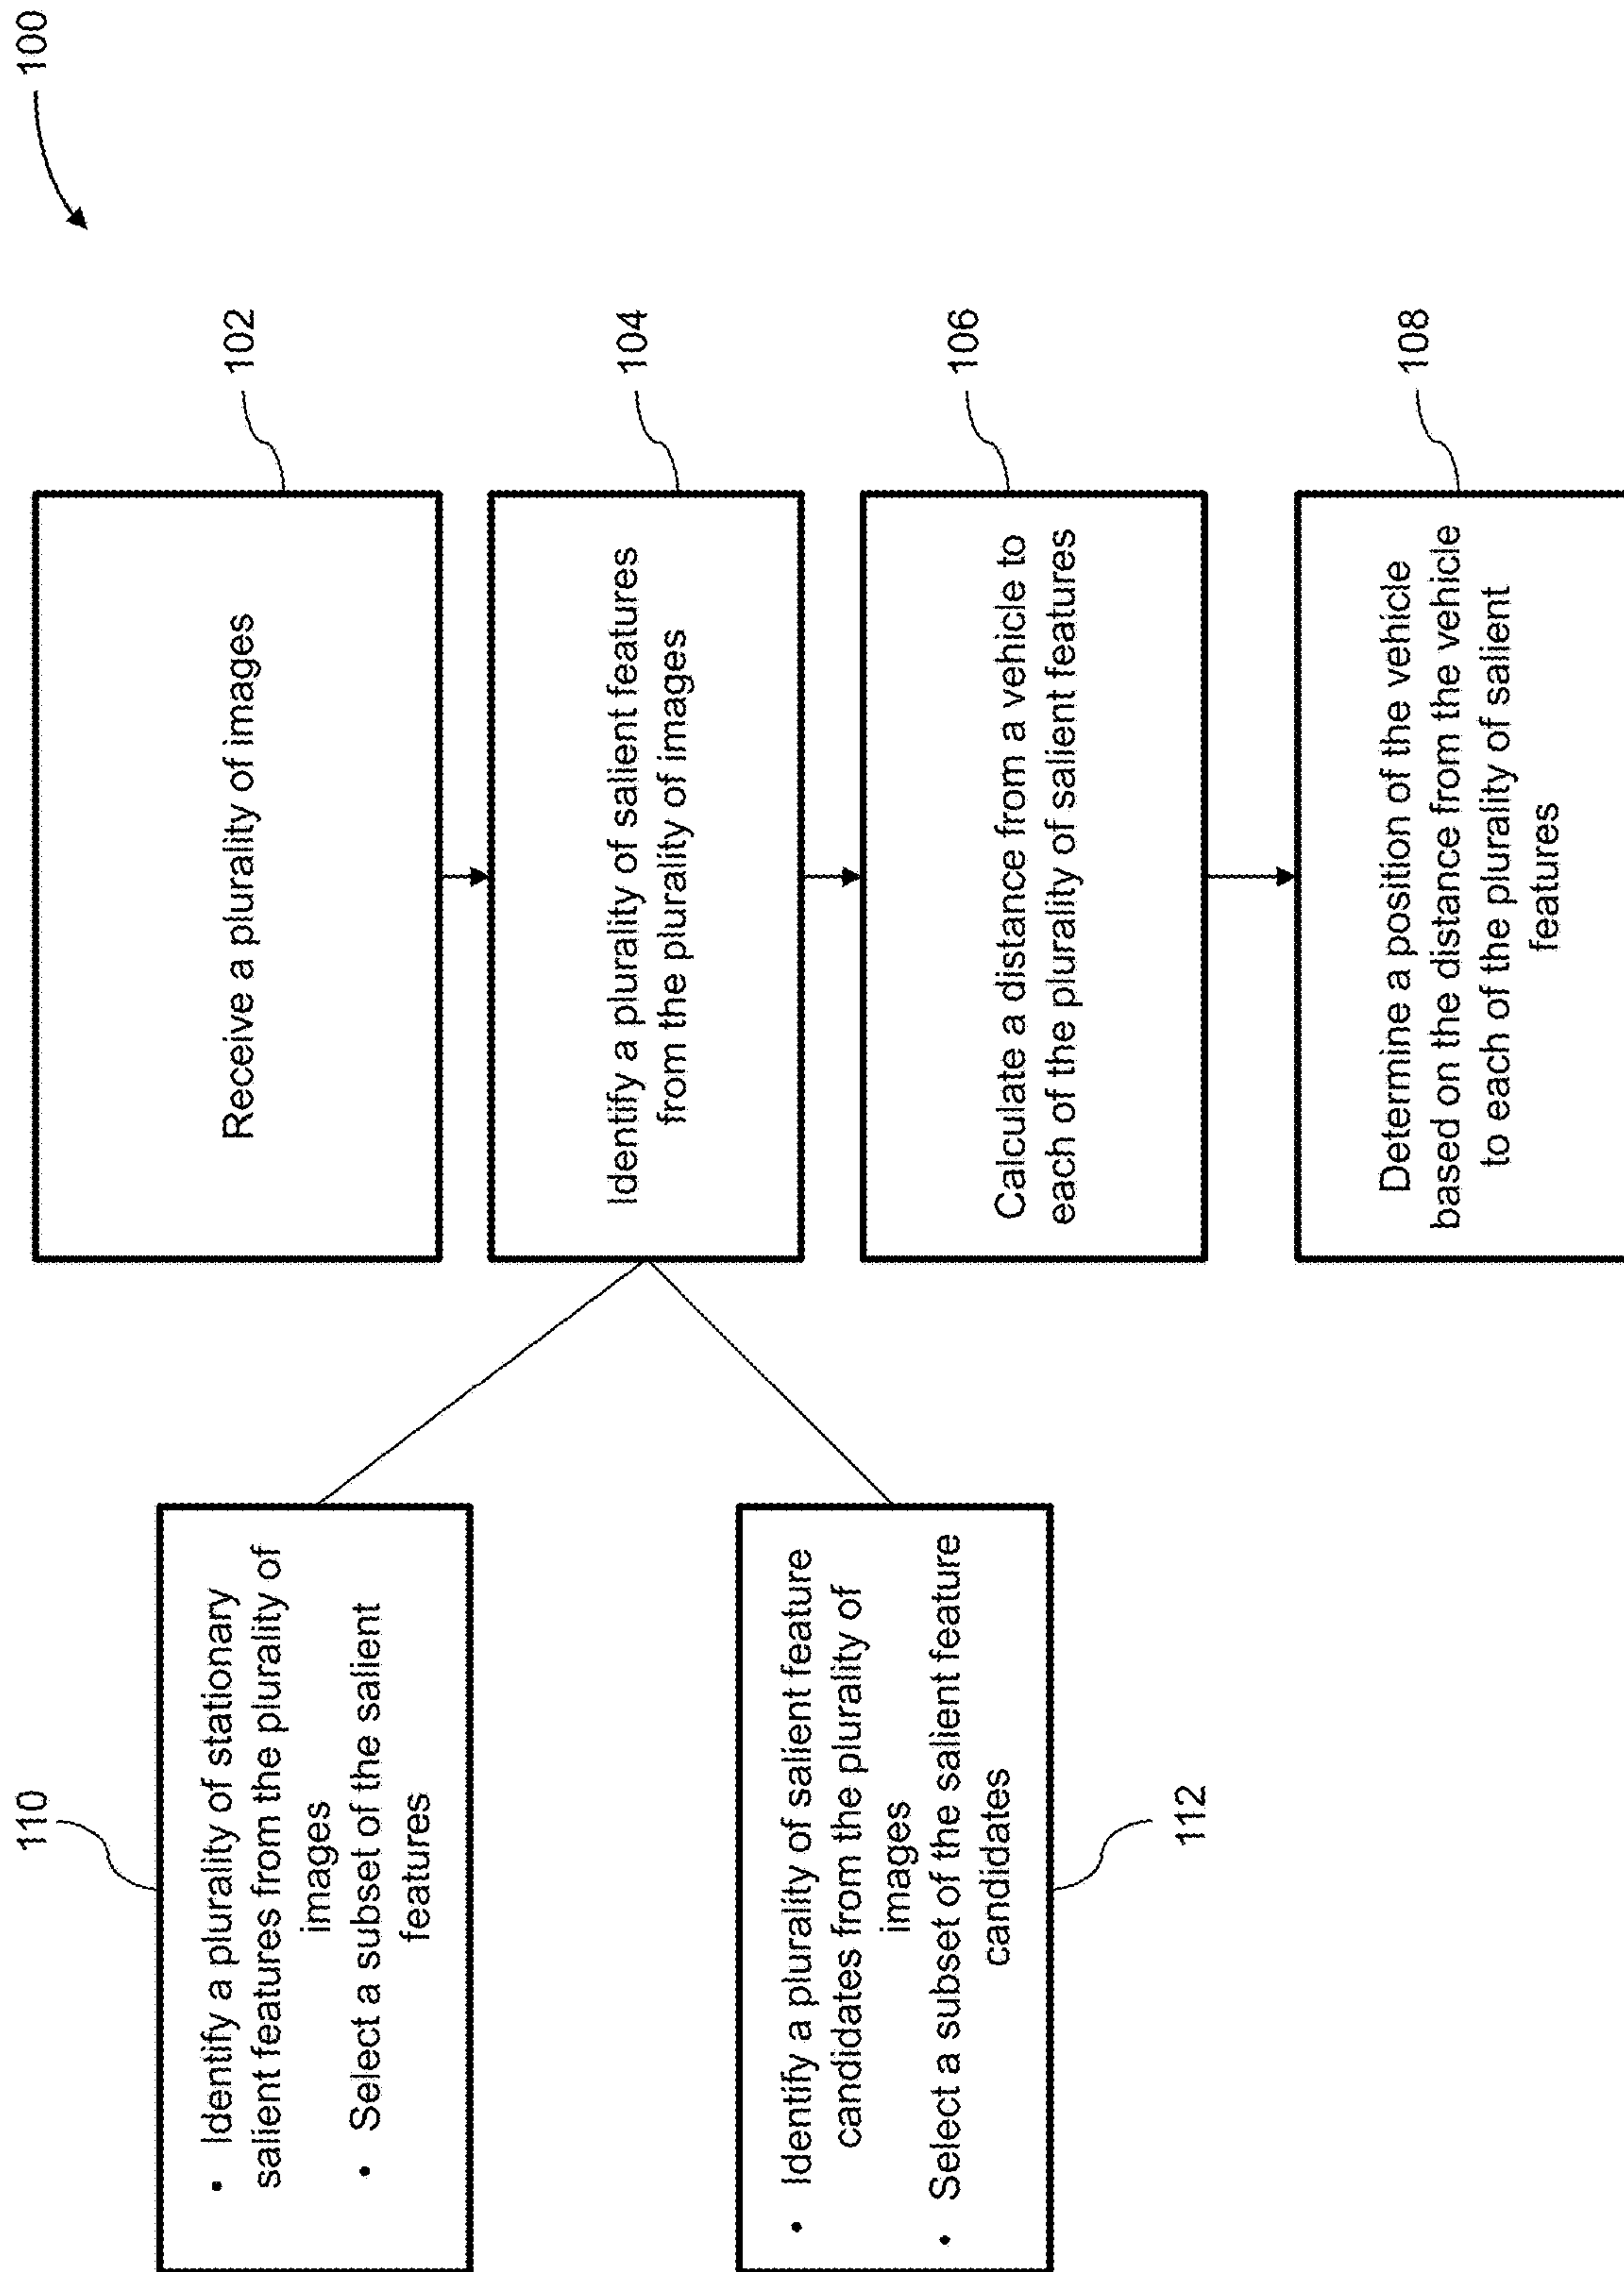 100
Receive a plurality of images
102
Identify a plurality of salient features
from the plurality of images
104
Calculate a distance from a vehicle to
each of the plurality of salient features
106
Determine a position of the vehicle
based on the distance from the vehicle
to each of the plurality of salient
features
108
110
• Identify a plurality of stationary
salient features from the plurality of
images
• Select a subset of the salient
features
• Identify a plurality of salient feature
candidates from the plurality of
images
• Select a subset of the salient feature
candidates
112